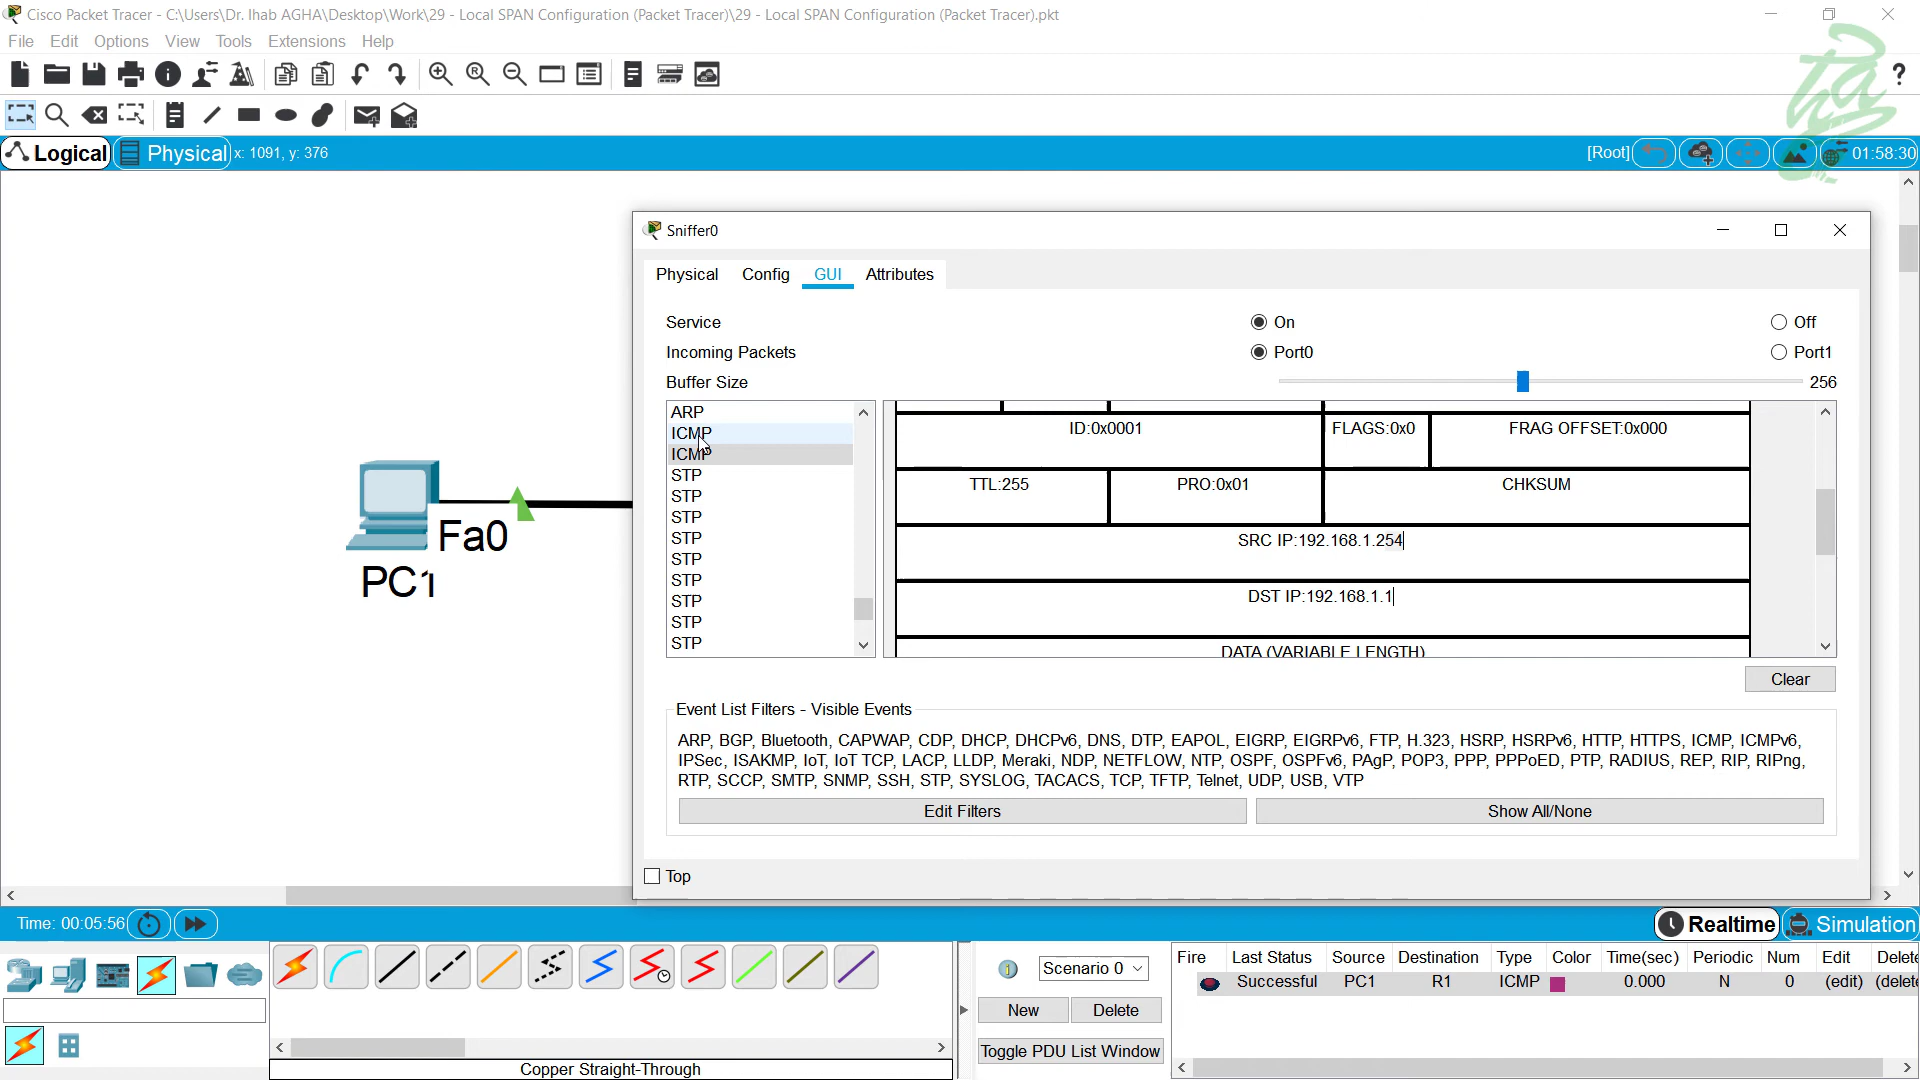 Cisco Packet Tracer - C:\Users\Dr. Ihab AGHA\Desktop\Work\29 - Local SPAN Configuration (Packet Tracer)\29 - Local SPAN Configuration (Packet Tracer).pkt
File Edit Options View Tools Extensions Help
?
Logical Physical x: 1091, y: 376 [Root] 01:58:30
Sniffer0
Physical Config GUI Attributes
Service On Off
Incoming Packets Port0 Port1
Buffer Size 256
ARP
ICMP
ICMP
STP
STP
STP
STP
STP
STP
STP
STP
STP
ID:0x0001 FLAGS:0x0 FRAG OFFSET:0x000
TTL:255 PRO:0x01 CHKSUM
SRC IP:192.168.1.254
DST IP:192.168.1.1
DATA (VARIABLE LENGTH)
Clear
Fa0
PC1
Event List Filters - Visible Events
ARP, BGP, Bluetooth, CAPWAP, CDP, DHCP, DHCPv6, DNS, DTP, EAPOL, EIGRP, EIGRPv6, FTP, H.323, HSRP, HSRPv6, HTTP, HTTPS, ICMP, ICMPv6,
IPSec, ISAKMP, IoT, IoT TCP, LACP, LLDP, Meraki, NDP, NETFLOW, NTP, OSPF, OSPFv6, PAgP, POP3, PPP, PPPoED, PTP, RADIUS, REP, RIP, RIPng,
RTP, SCCP, SMTP, SNMP, SSH, STP, SYSLOG, TACACS, TCP, TFTP, Telnet, UDP, USB, VTP
Edit Filters Show All/None
Top
Time: 00:05:56 Realtime Simulation
Scenario 0
New Delete
Toggle PDU List Window
Fire Last Status Source Destination Type Color Time(sec) Periodic Num Edit Delete
Successful PC1 R1 ICMP 0.000 N 0 (edit) (delete
Copper Straight-Through